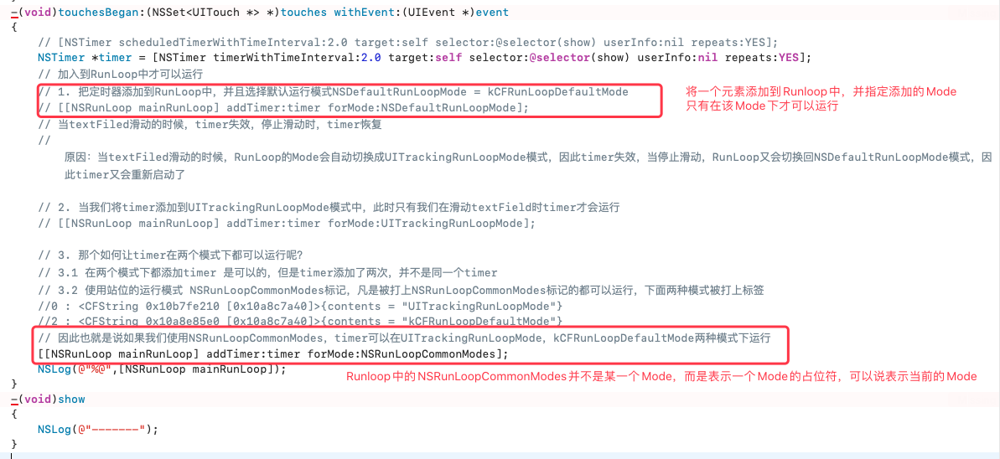 -(void)touchesBegan:(NSSet<UITouch *> *)touches withEvent:(UIEvent *)event
{
// [NSTimer scheduledTimerWithTimeInterval:2.0 target:self selector:@selector(show) userInfo:nil repeats:YES];
NSTimer *timer = [NSTimer timerWithTimeInterval:2.0 target:self selector:@selector(show) userInfo:nil repeats:YES];
// 加入到RunLoop中才可以运行
// 1. 把定时器添加到RunLoop中，并且选择默认运行模式NSDefaultRunLoopMode = kCFRunLoopDefaultMode
将一个元素添加到Runloop中，并指定添加的Mode
// [[NSRunLoop mainRunLoop] addTimer:timer forMode:NSDefaultRunLoopMode];
只有在该Mode下才可以运行
// 当textFiled滑动的时候，timer失效，停止滑动时，timer恢复
//
原因：当textFiled滑动的时候，RunLoop的Mode会自动切换成UITrackingRunLoopMode模式，因此timer失效，当停止滑动，RunLoop又会切换回NSDefaultRunLoopMode模式，因
此timer又会重新启动了
// 2. 当我们将timer添加到UITrackingRunLoopMode模式中，此时只有我们在滑动textField时timer才会运行
// [[NSRunLoop mainRunLoop] addTimer:timer forMode:UITrackingRunLoopMode];
// 3. 那个如何让timer在两个模式下都可以运行呢？
// 3.1 在两个模式下都添加timer 是可以的，但是timer添加了两次，并不是同一个timer
// 3.2 使用站位的运行模式 NSRunLoopCommonModes标记，凡是被打上NSRunLoopCommonModes标记的都可以运行，下面两种模式被打上标签
//0 : <CFString 0x10b7fe210 [0x10a8c7a40]>{contents = "UITrackingRunLoopMode"}
//2 : <CFString 0x10a8e85e0 [0x10a8c7a40]>{contents = "kCFRunLoopDefaultMode"}
// 因此也就是说如果我们使用NSRunLoopCommonModes，timer可以在UITrackingRunLoopMode，kCFRunLoopDefaultMode两种模式下运行
[[NSRunLoop mainRunLoop] addTimer:timer forMode:NSRunLoopCommonModes];
NSLog(@"%@",[NSRunLoop mainRunLoop]);
Runloop中的NSRunLoopCommonModes并不是某一个Mode，而是表示一个Mode的占位符，可以说表示当前的Mode
}
-(void)show
{
NSLog(@"-------");
}